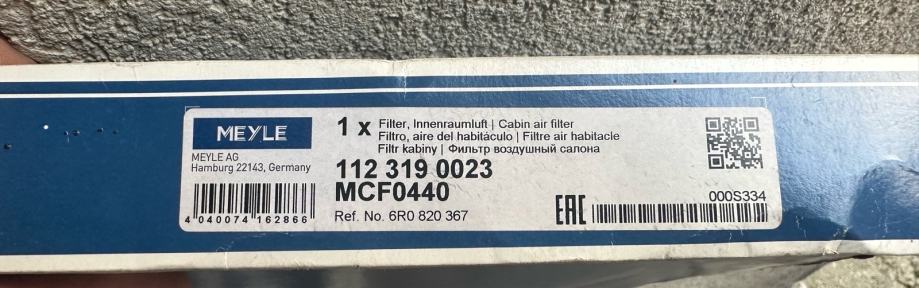 MEYLE
MEYLE AG
Hamburg 22143, Germany
4 040074 162866
1 x Filter, Innenraumluft | Cabin air filter
Filtro, aire del habitáculo | Filtre air habitacle
Filtr kabiny | Фильтр воздушный салона
112 319 0023
MCF0440
Ref. No. 6R0 820 367
EAC
000S334